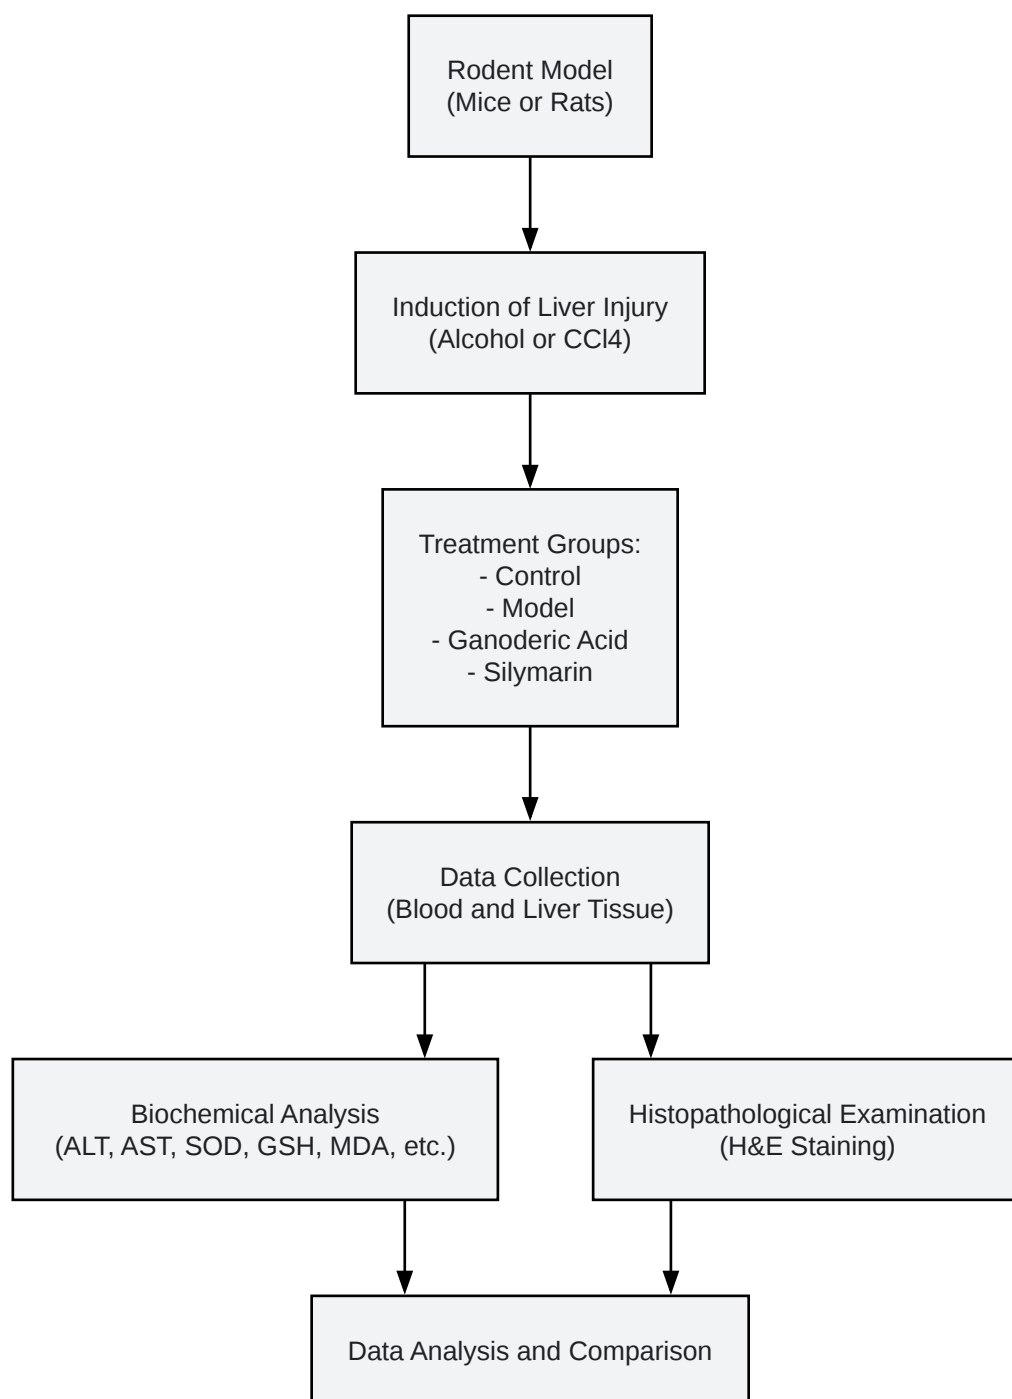 Rodent Model
(Mice or Rats)
Induction of Liver Injury
(Alcohol or CCl4)
Treatment Groups:
- Control
- Model
- Ganoderic Acid
- Silymarin
Data Collection
(Blood and Liver Tissue)
Biochemical Analysis
(ALT, AST, SOD, GSH, MDA, etc.)
Histopathological Examination
(H&E Staining)
Data Analysis and Comparison